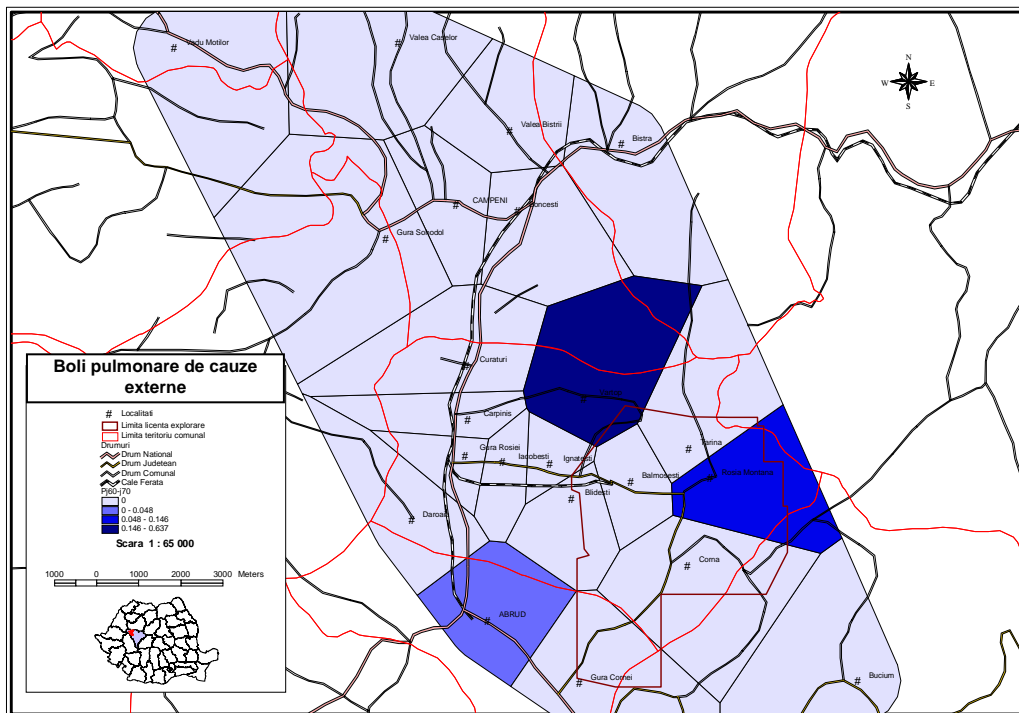 Vadu Motilor
Valea Caselor
N
W E
S
Valea Bistrii
Bistra
CAMPENI
Boncesti
Gura Sohodol
Curaturi
Carpinis
Gura Rosiei
Iacobesti
Ignatesti
Tarina
Balmosesti
Rosia Montana
Blidesti
Daroaia
Corna
ABRUD
Gura Cornei
Bucium
Boli pulmonare de cauze
externe
# Localitati
Limita licenta explorare
Limita teritoriu comunal
Drumuri
Drum National
Drum Judetean
Drum Comunal
Cale Ferata
Pj60-j70
0
0 - 0.048
0.048 - 0.146
0.146 - 0.637
Scara 1 : 65 000
1000 0 1000 2000 3000 Meters